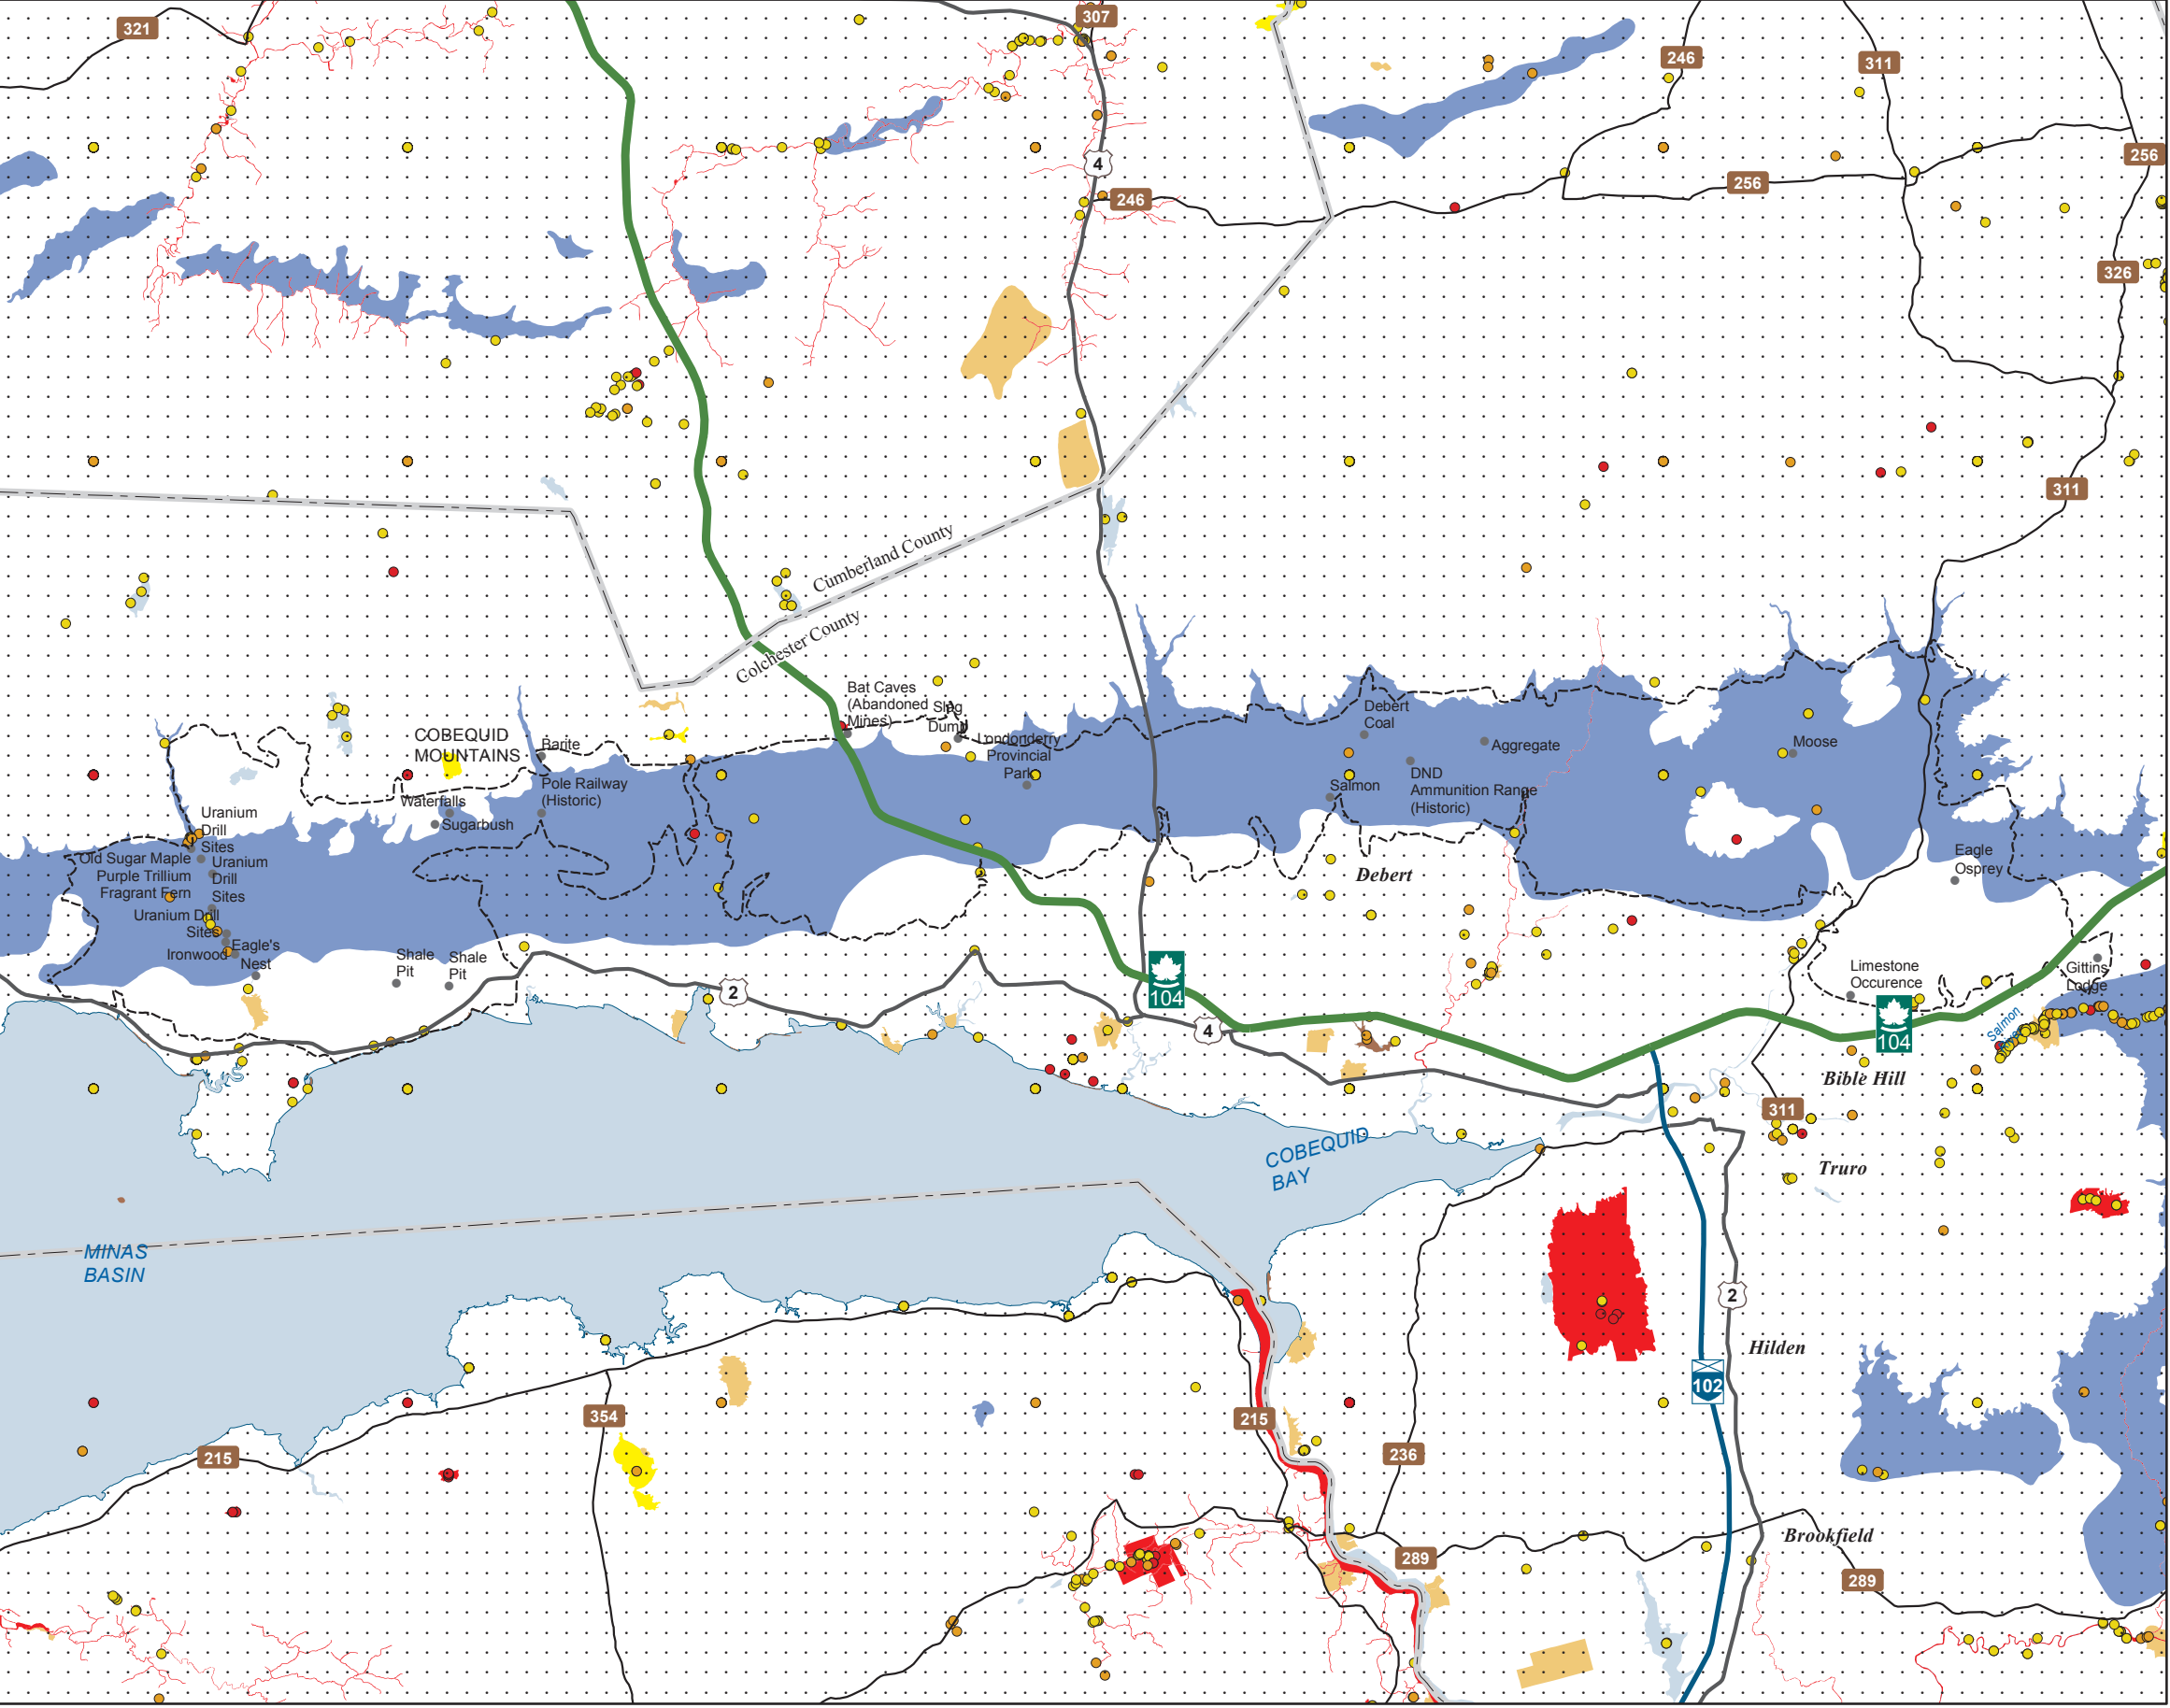 321
307
246
311
4
256
256
246
326
311
Cumberland County
Colchester County
Bat Caves
(Abandoned
Mines)
Slag
Dump
Londonderry
Provincial
Park
COBEQUID
MOUNTAINS
Barite
Pole Railway
(Historic)
Waterfalls
Sugarbush
Debert
Coal
Aggregate
Moose
DND
Ammunition Range
(Historic)
Salmon
Uranium
Drill
Sites
Old Sugar Maple
Purple Trillium
Fragrant Fern
Uranium
Drill
Sites
Uranium Drill
Sites
Ironwood
Eagle's
Nest
Shale
Pit
Shale
Pit
Debert
Eagle
Osprey
Limestone
Occurence
Gittins
Lodge
2
104
4
104
Salmon
Bible Hill
311
Truro
COBEQUID
BAY
MINAS
BASIN
2
Hilden
102
354
215
215
236
Brookfield
289
289